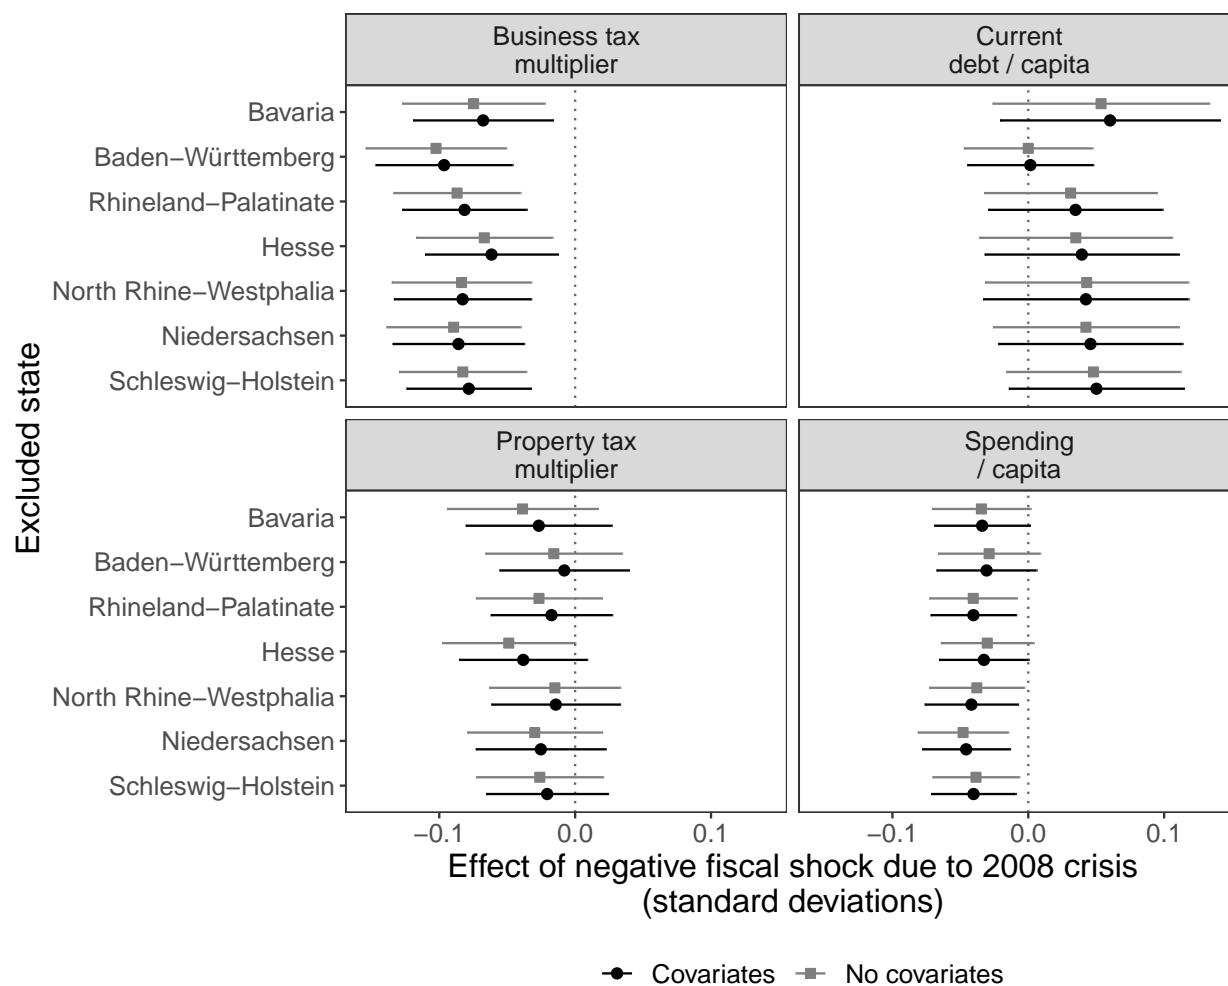 Business tax
multiplier
Current
debt / capita
Bavaria
Baden−Württemberg
Rhineland−Palatinate
Hesse
North Rhine−Westphalia
Niedersachsen
Schleswig−Holstein
Property tax
multiplier
Spending
/ capita
Bavaria
Baden−Württemberg
Rhineland−Palatinate
Hesse
North Rhine−Westphalia
Niedersachsen
Schleswig−Holstein
Excluded state
−0.1 0.0 0.1 −0.1 0.0 0.1
Effect of negative fiscal shock due to 2008 crisis
(standard deviations)
Covariates No covariates